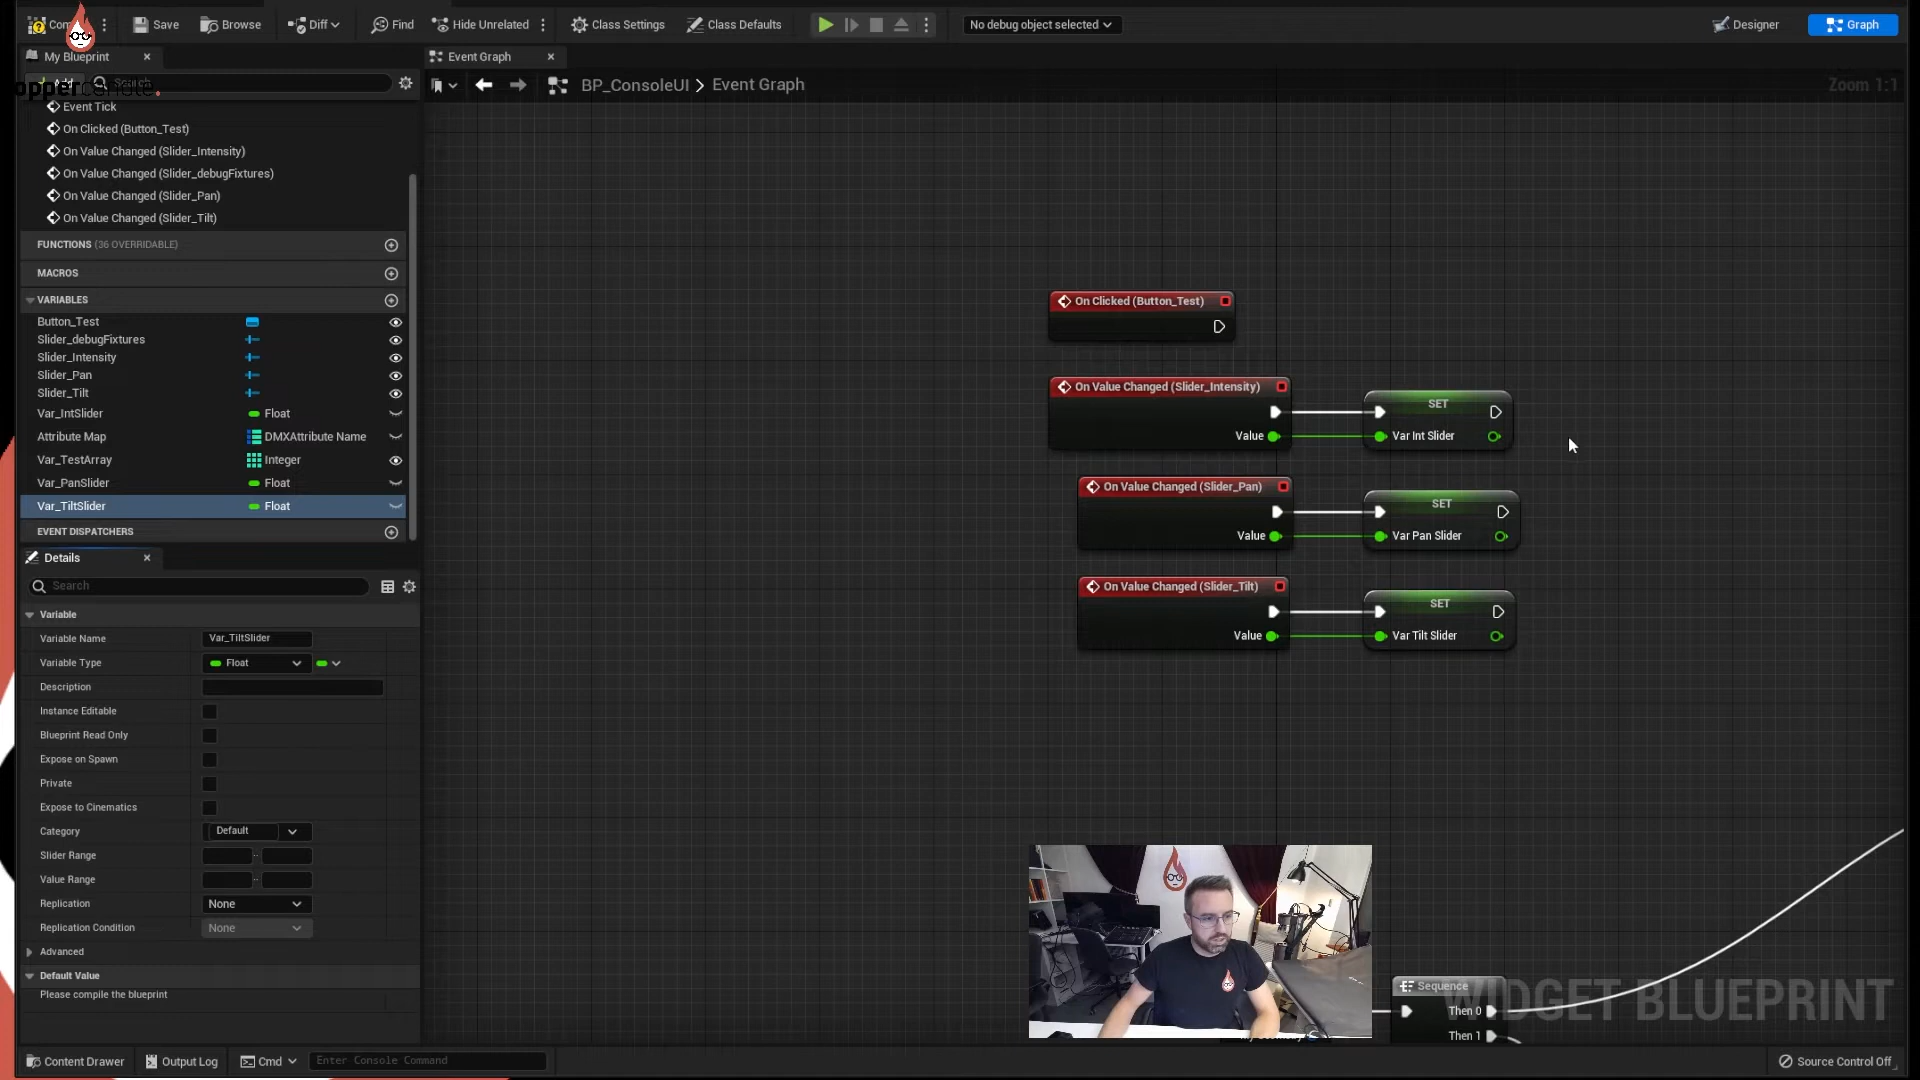 Save
Browse
Diff
Find
Hide Unrelated
Class Settings
Class Defaults
No debug object selected
Designer
Graph
My Blueprint
Event Graph
BP_ConsoleUI > Event Graph
Zoom 1:1
Event Tick
On Clicked (Button_Test)
On Value Changed (Slider_Intensity)
On Value Changed (Slider_debugFixtures)
On Value Changed (Slider_Pan)
On Value Changed (Slider_Tilt)
FUNCTIONS (36 OVERRIDABLE)
MACROS
VARIABLES
Button_Test
Slider_debugFixtures
Slider_Intensity
Slider_Pan
Slider_Tilt
Var_IntSlider Float
Attribute Map DMXAttribute Name
Var_TestArray Integer
Var_PanSlider Float
Var_TiltSlider Float
EVENT DISPATCHERS
Details
Search
Variable
Variable Name Var_TiltSlider
Variable Type Float
Description
Instance Editable
Blueprint Read Only
Expose on Spawn
Private
Expose to Cinematics
Category Default
Slider Range
Value Range
Replication None
Replication Condition None
Advanced
Default Value
Please compile the blueprint
On Clicked (Button_Test)
On Value Changed (Slider_Intensity)
Value
SET
Var Int Slider
On Value Changed (Slider_Pan)
Value
SET
Var Pan Slider
On Value Changed (Slider_Tilt)
Value
SET
Var Tilt Slider
Sequence
Then 0
Then 1
WIDGET BLUEPRINT
Content Drawer
Output Log
Cmd
Enter Console Command
Source Control Off